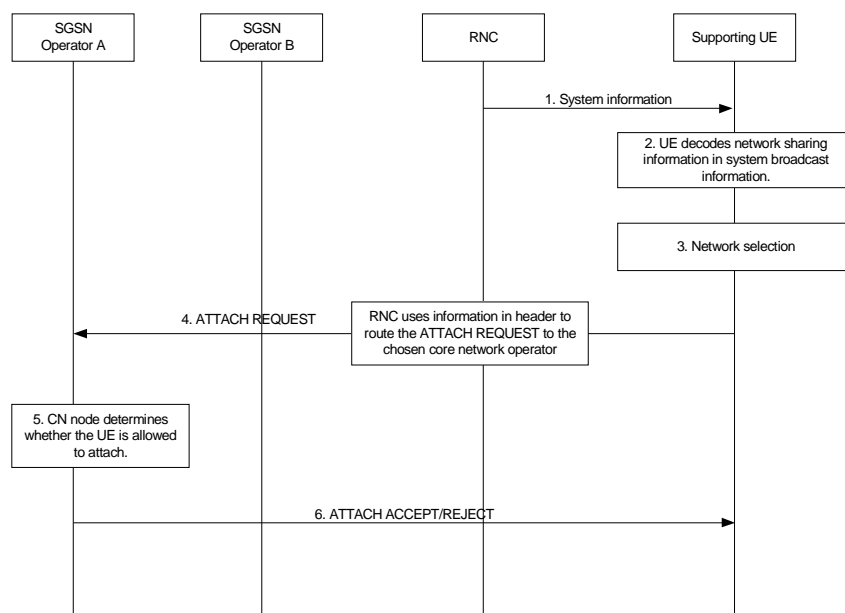 SGSN
Operator A
SGSN
Operator B
RNC
Supporting UE
1. System information
2. UE decodes network sharing
information in system broadcast
information.
3. Network selection
4. ATTACH REQUEST
RNC uses information in header to
route the ATTACH REQUEST to the
chosen core network operator
5. CN node determines
whether the UE is allowed
to attach.
6. ATTACH ACCEPT/REJECT